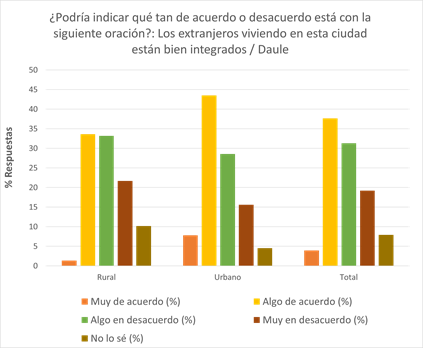 ¿Podría indicar qué tan de acuerdo o desacuerdo está con la
siguiente oración?: Los extranjeros viviendo en esta ciudad
están bien integrados / Daule
% Respuestas
50
45
40
35
30
25
20
15
10
5
0
Rural Urbano Total
Muy de acuerdo (%) Algo de acuerdo (%)
Algo en desacuerdo (%) Muy en desacuerdo (%)
No lo sé (%)